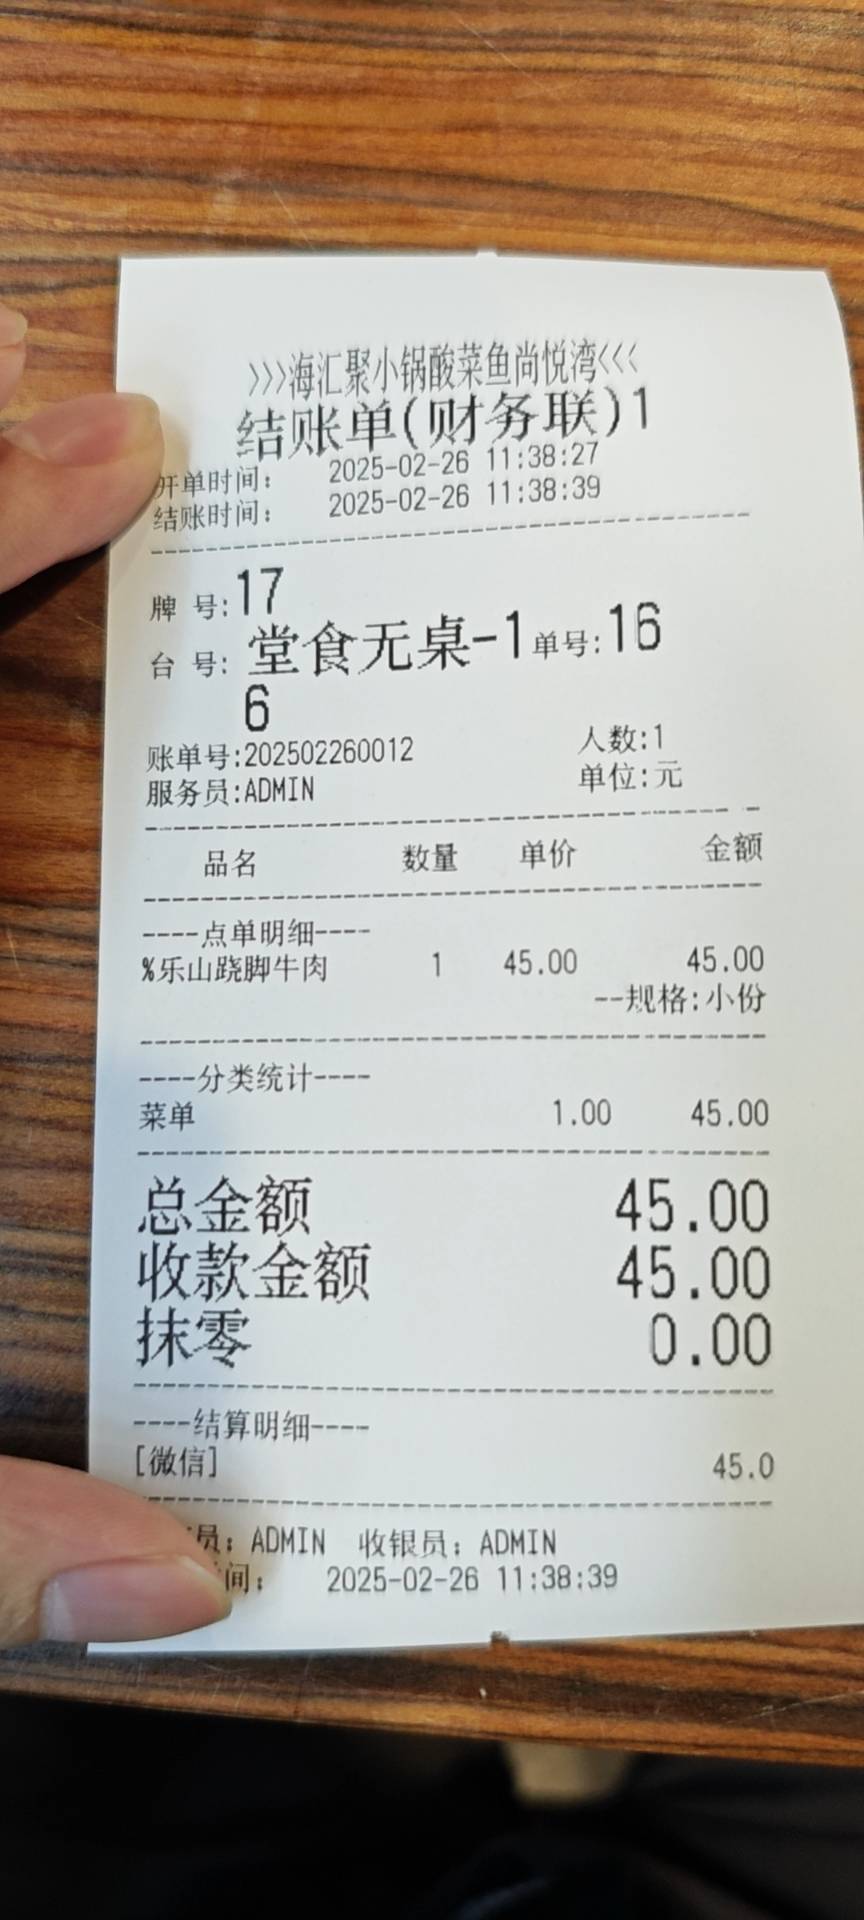 >>>海汇聚小锅酸菜鱼尚悦湾<<<
结账单(财务联)1
开单时间: 2025-02-26 11:38:27
结账时间: 2025-02-26 11:38:39
牌 号:17
台 号: 堂食无桌-1 单号:16
6
账单号:202502260012 人数:1
服务员:ADMIN 单位:元
品名 数量 单价 金额
----点单明细----
%乐山跷脚牛肉 1 45.00 45.00
--规格:小份
----分类统计----
菜单 1.00 45.00
总金额 45.00
收款金额 45.00
抹零 0.00
----结算明细----
[微信] 45.0
员: ADMIN 收银员: ADMIN
间: 2025-02-26 11:38:39